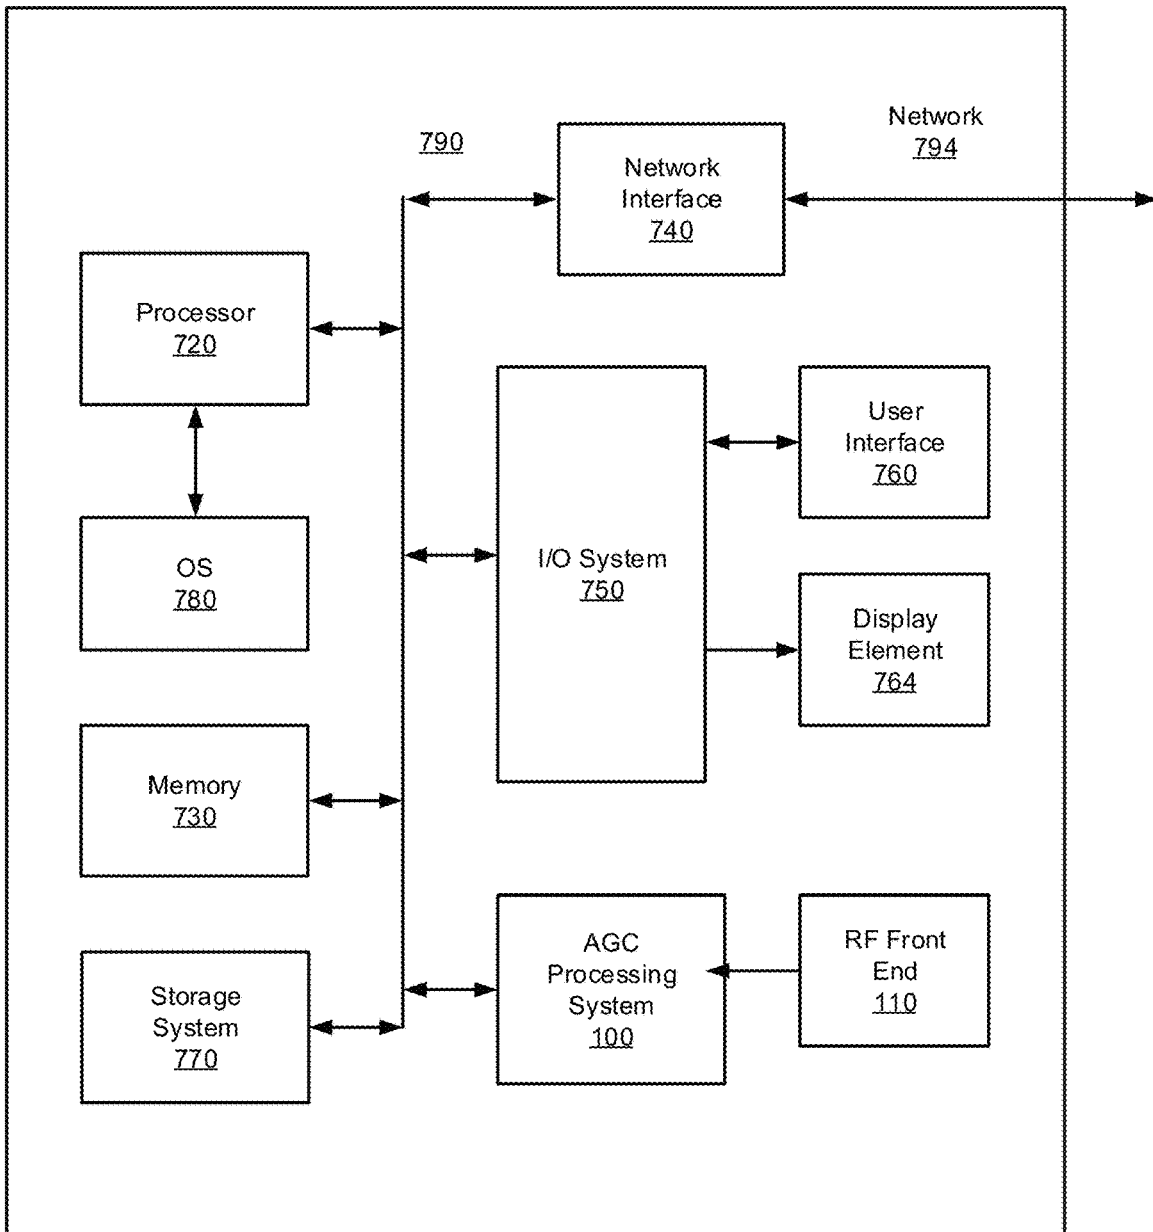 Network
794
790
Network
Interface
740
Processor
720
User
Interface
760
I/O System
750
OS
780
Display
Element
764
Memory
730
AGC
Processing
System
100
RF Front
End
110
Storage
System
770